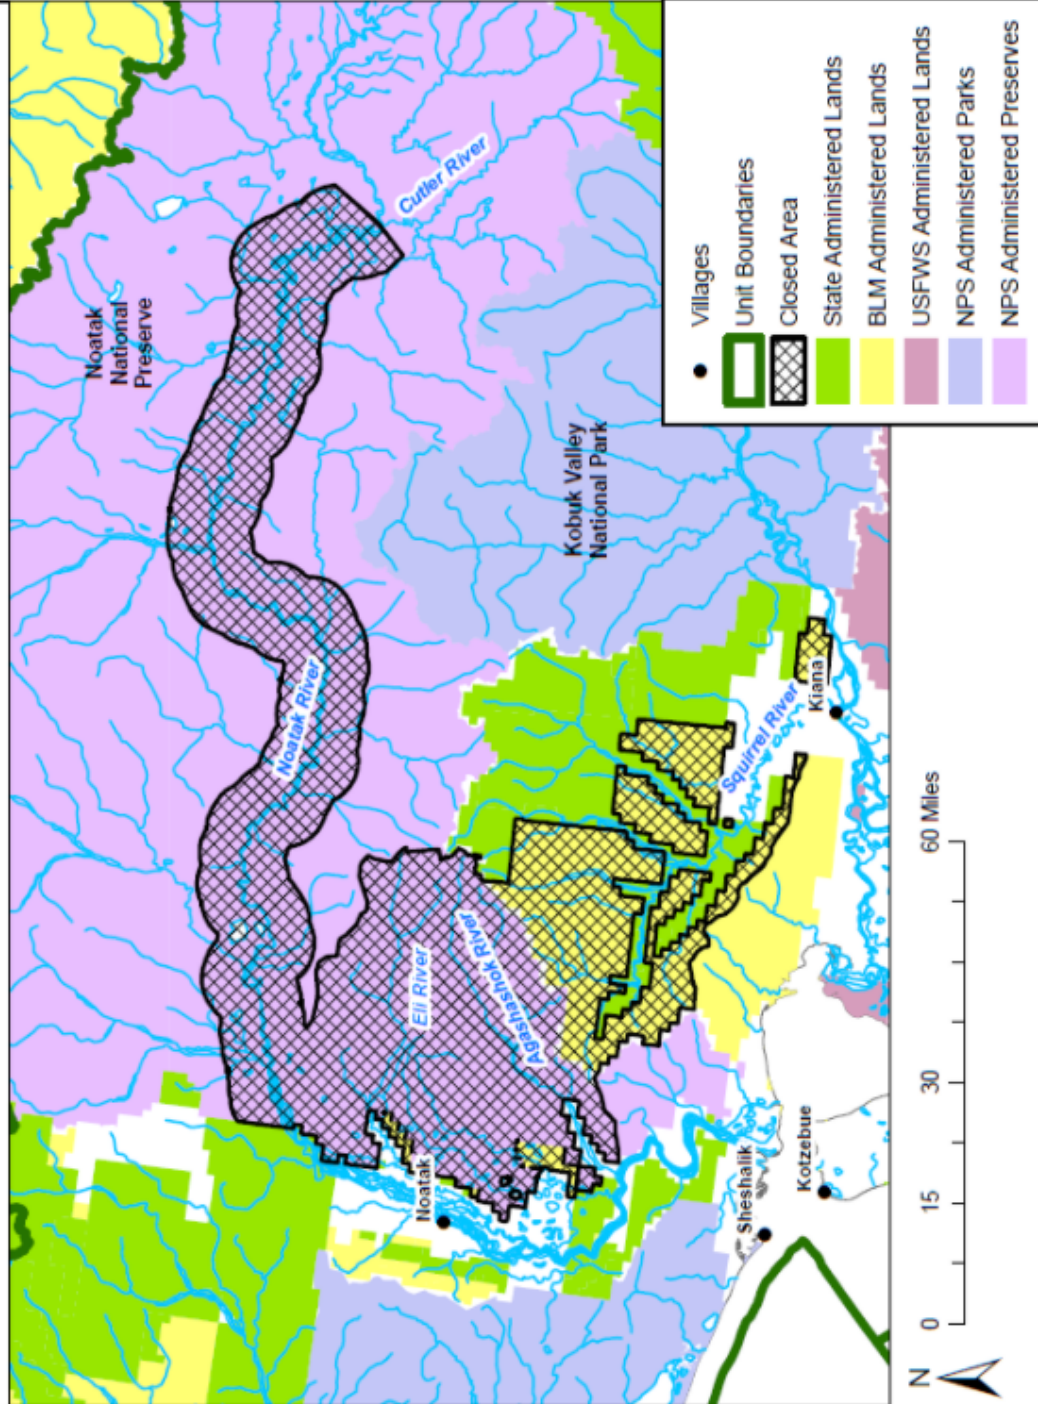 Noatak
National
Preserve
Cutler River
Noatak River
Kobuk Valley
National Park
Eli River
Agashashok River
Squirrel River
Kiana
Noatak
Sheshalik
Kotzebue
Villages
Unit Boundaries
Closed Area
State Administered Lands
BLM Administered Lands
USFWS Administered Lands
NPS Administered Parks
NPS Administered Preserves
N
0 15 30 60 Miles